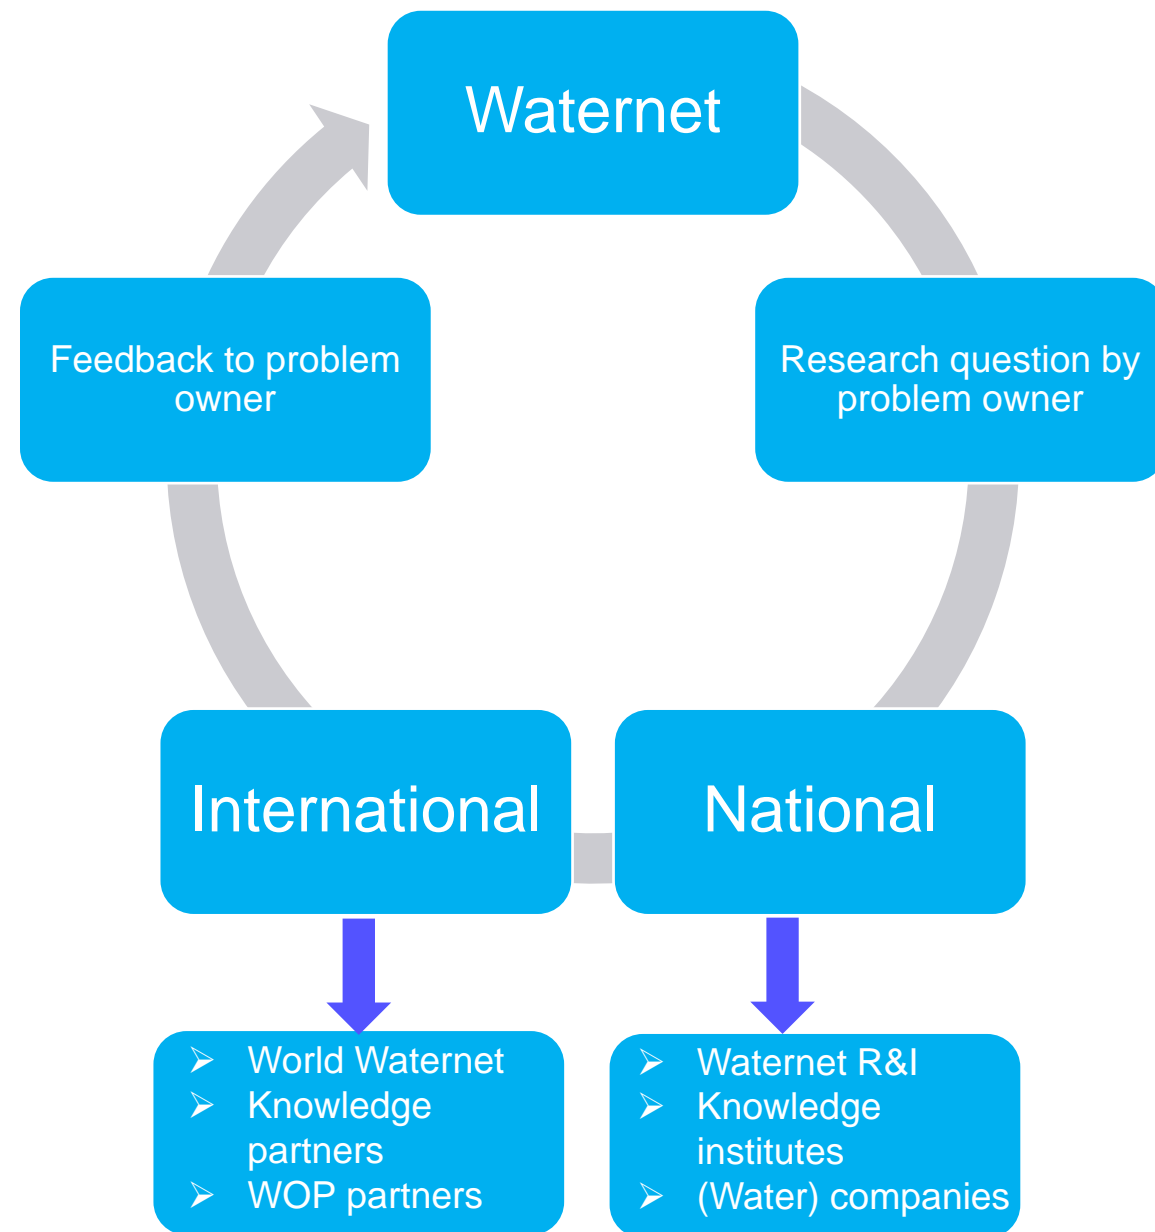 Waternet
Feedback to problem
owner
Research question by
problem owner
International
National
➢ World Waternet
➢ Knowledge
partners
➢ WOP partners
➢ Waternet R&I
➢ Knowledge
institutes
➢ (Water) companies